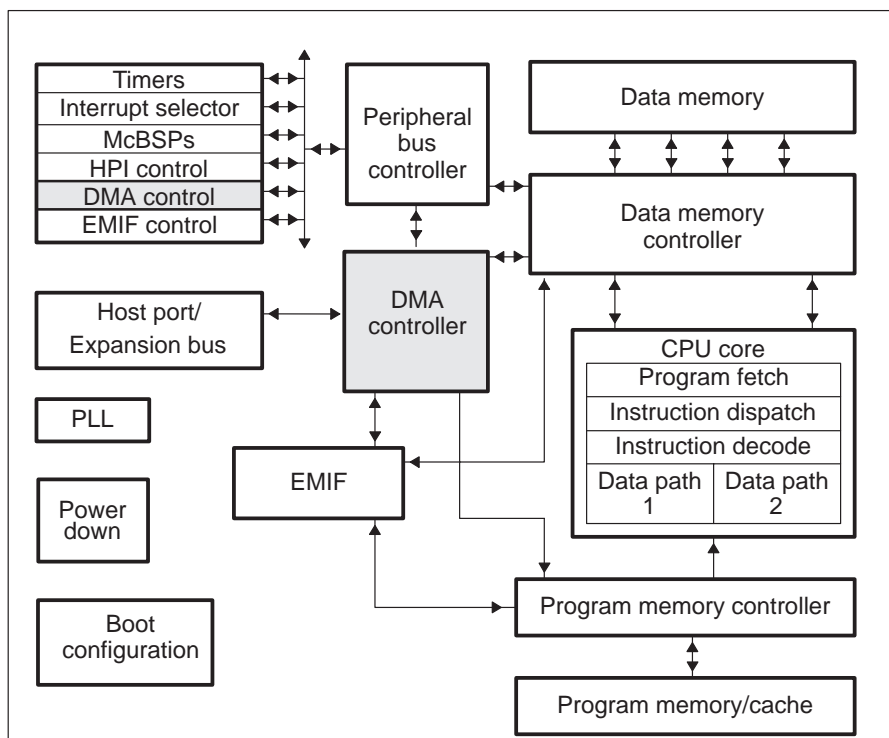 Timers
Interrupt selector
McBSPs
HPI control
DMA control
EMIF control
Peripheral
bus
controller
Data memory
Data memory
controller
Host port/
Expansion bus
DMA
controller
CPU core
Program fetch
Instruction dispatch
Instruction decode
Data path
1
Data path
2
PLL
EMIF
Power
down
Boot
configuration
Program memory controller
Program memory/cache